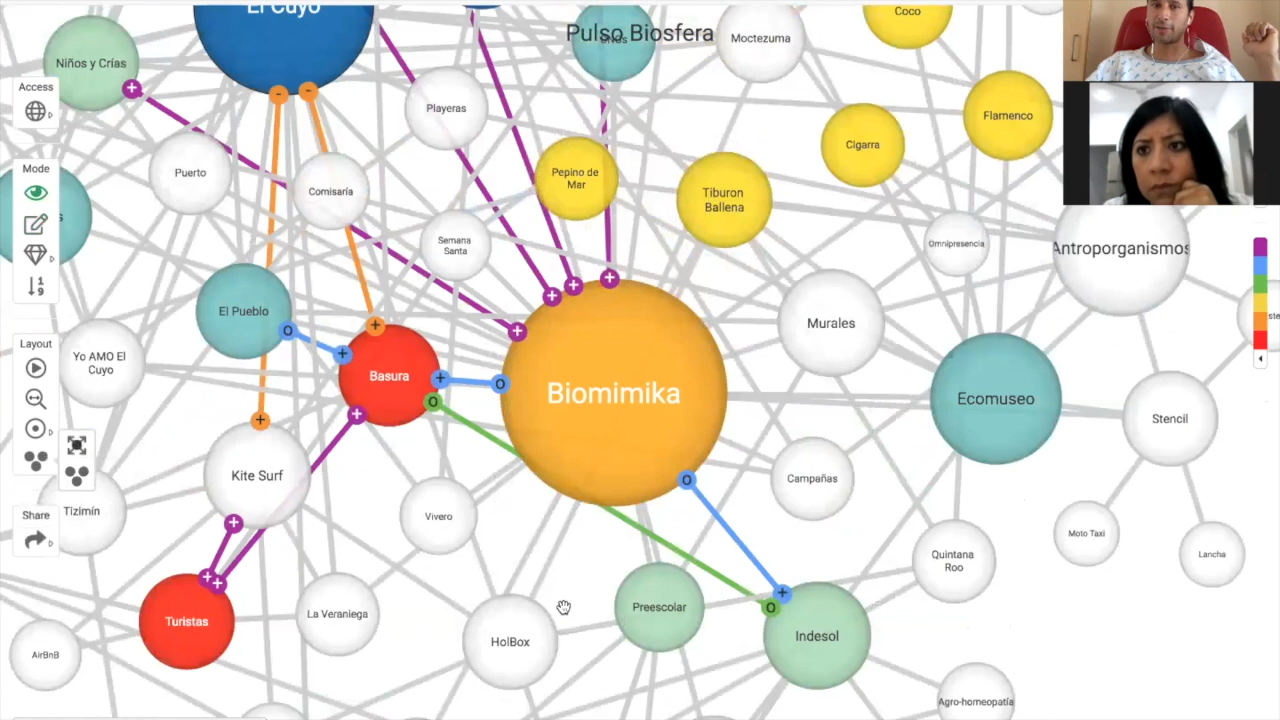 El Cuyo
Pulso Biosfera
Coco
Moctezuma
Niños y Crías
Access
Playeras
Flamenco
Cigarra
Mode
Puerto
Comisaría
Pepino de
Mar
Tiburon
Ballena
Semana
Santa
Omnipresencia
Antroporganismos
El Pueblo
Murales
Layout
Yo AMO El
Cuyo
Basura
Biomimika
Ecomuseo
Stencil
Kite Surf
Campañas
Share
Tizimín
Vivero
Moto Taxi
Lancha
Quintana
Roo
Turistas
La Veraniega
Preescolar
HolBox
Indesol
AirBnB
Agro-homeopatía